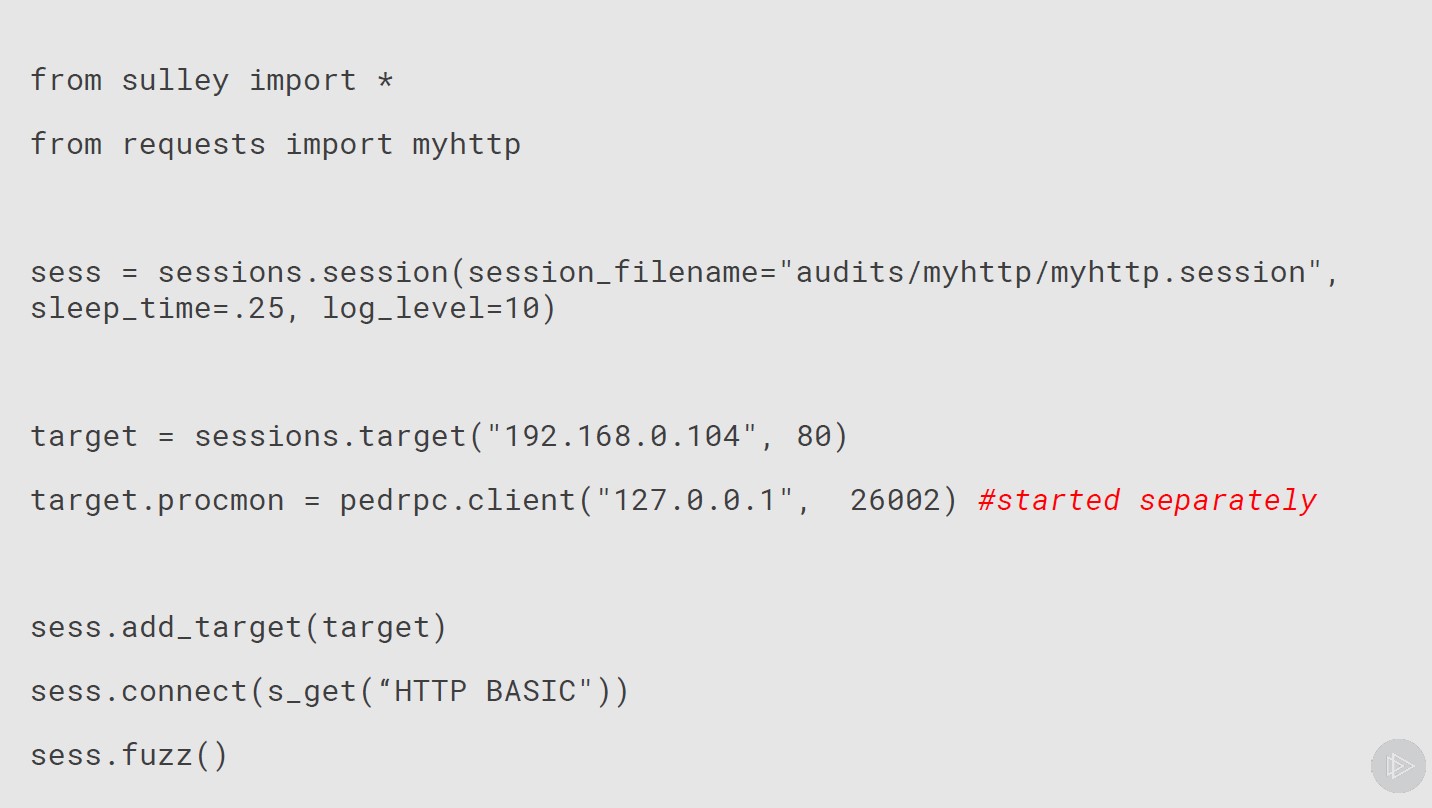 from sulley import *
from requests import myhttp
sess = sessions.session(session_filename="audits/myhttp/myhttp.session",
sleep_time=.25, log_level=10)
target = sessions.target("192.168.0.104", 80)
target.procmon = pedrpc.client("127.0.0.1",  26002) #started separately
sess.add_target(target)
sess.connect(s_get(“HTTP BASIC"))
sess.fuzz()